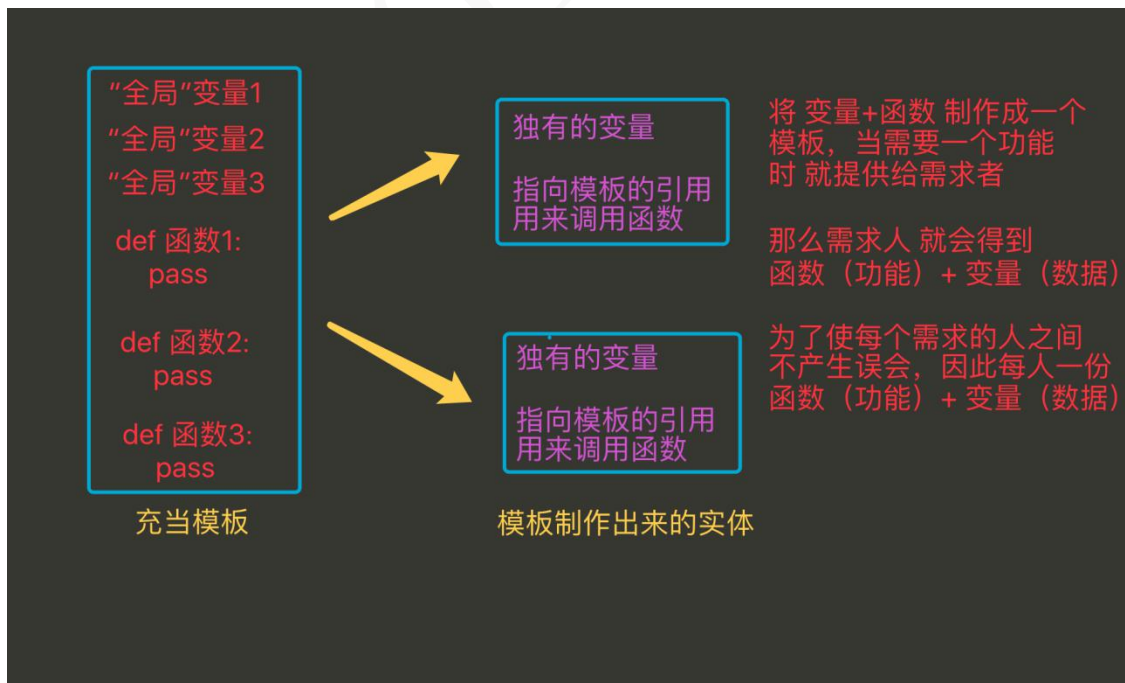 “全局”变量1
“全局”变量2
“全局”变量3
def 函数1:
pass
def 函数2:
pass
def 函数3:
pass
充当模板
独有的变量
指向模板的引用
用来调用函数
独有的变量
指向模板的引用
用来调用函数
模板制作出来的实体
将 变量+函数 制作成一个
模板，当需要一个功能
时 就提供给需求者
那么需求人 就会得到
函数（功能）+ 变量（数据）
为了使每个需求的人之间
不产生误会，因此每人一份
函数（功能）+ 变量（数据）